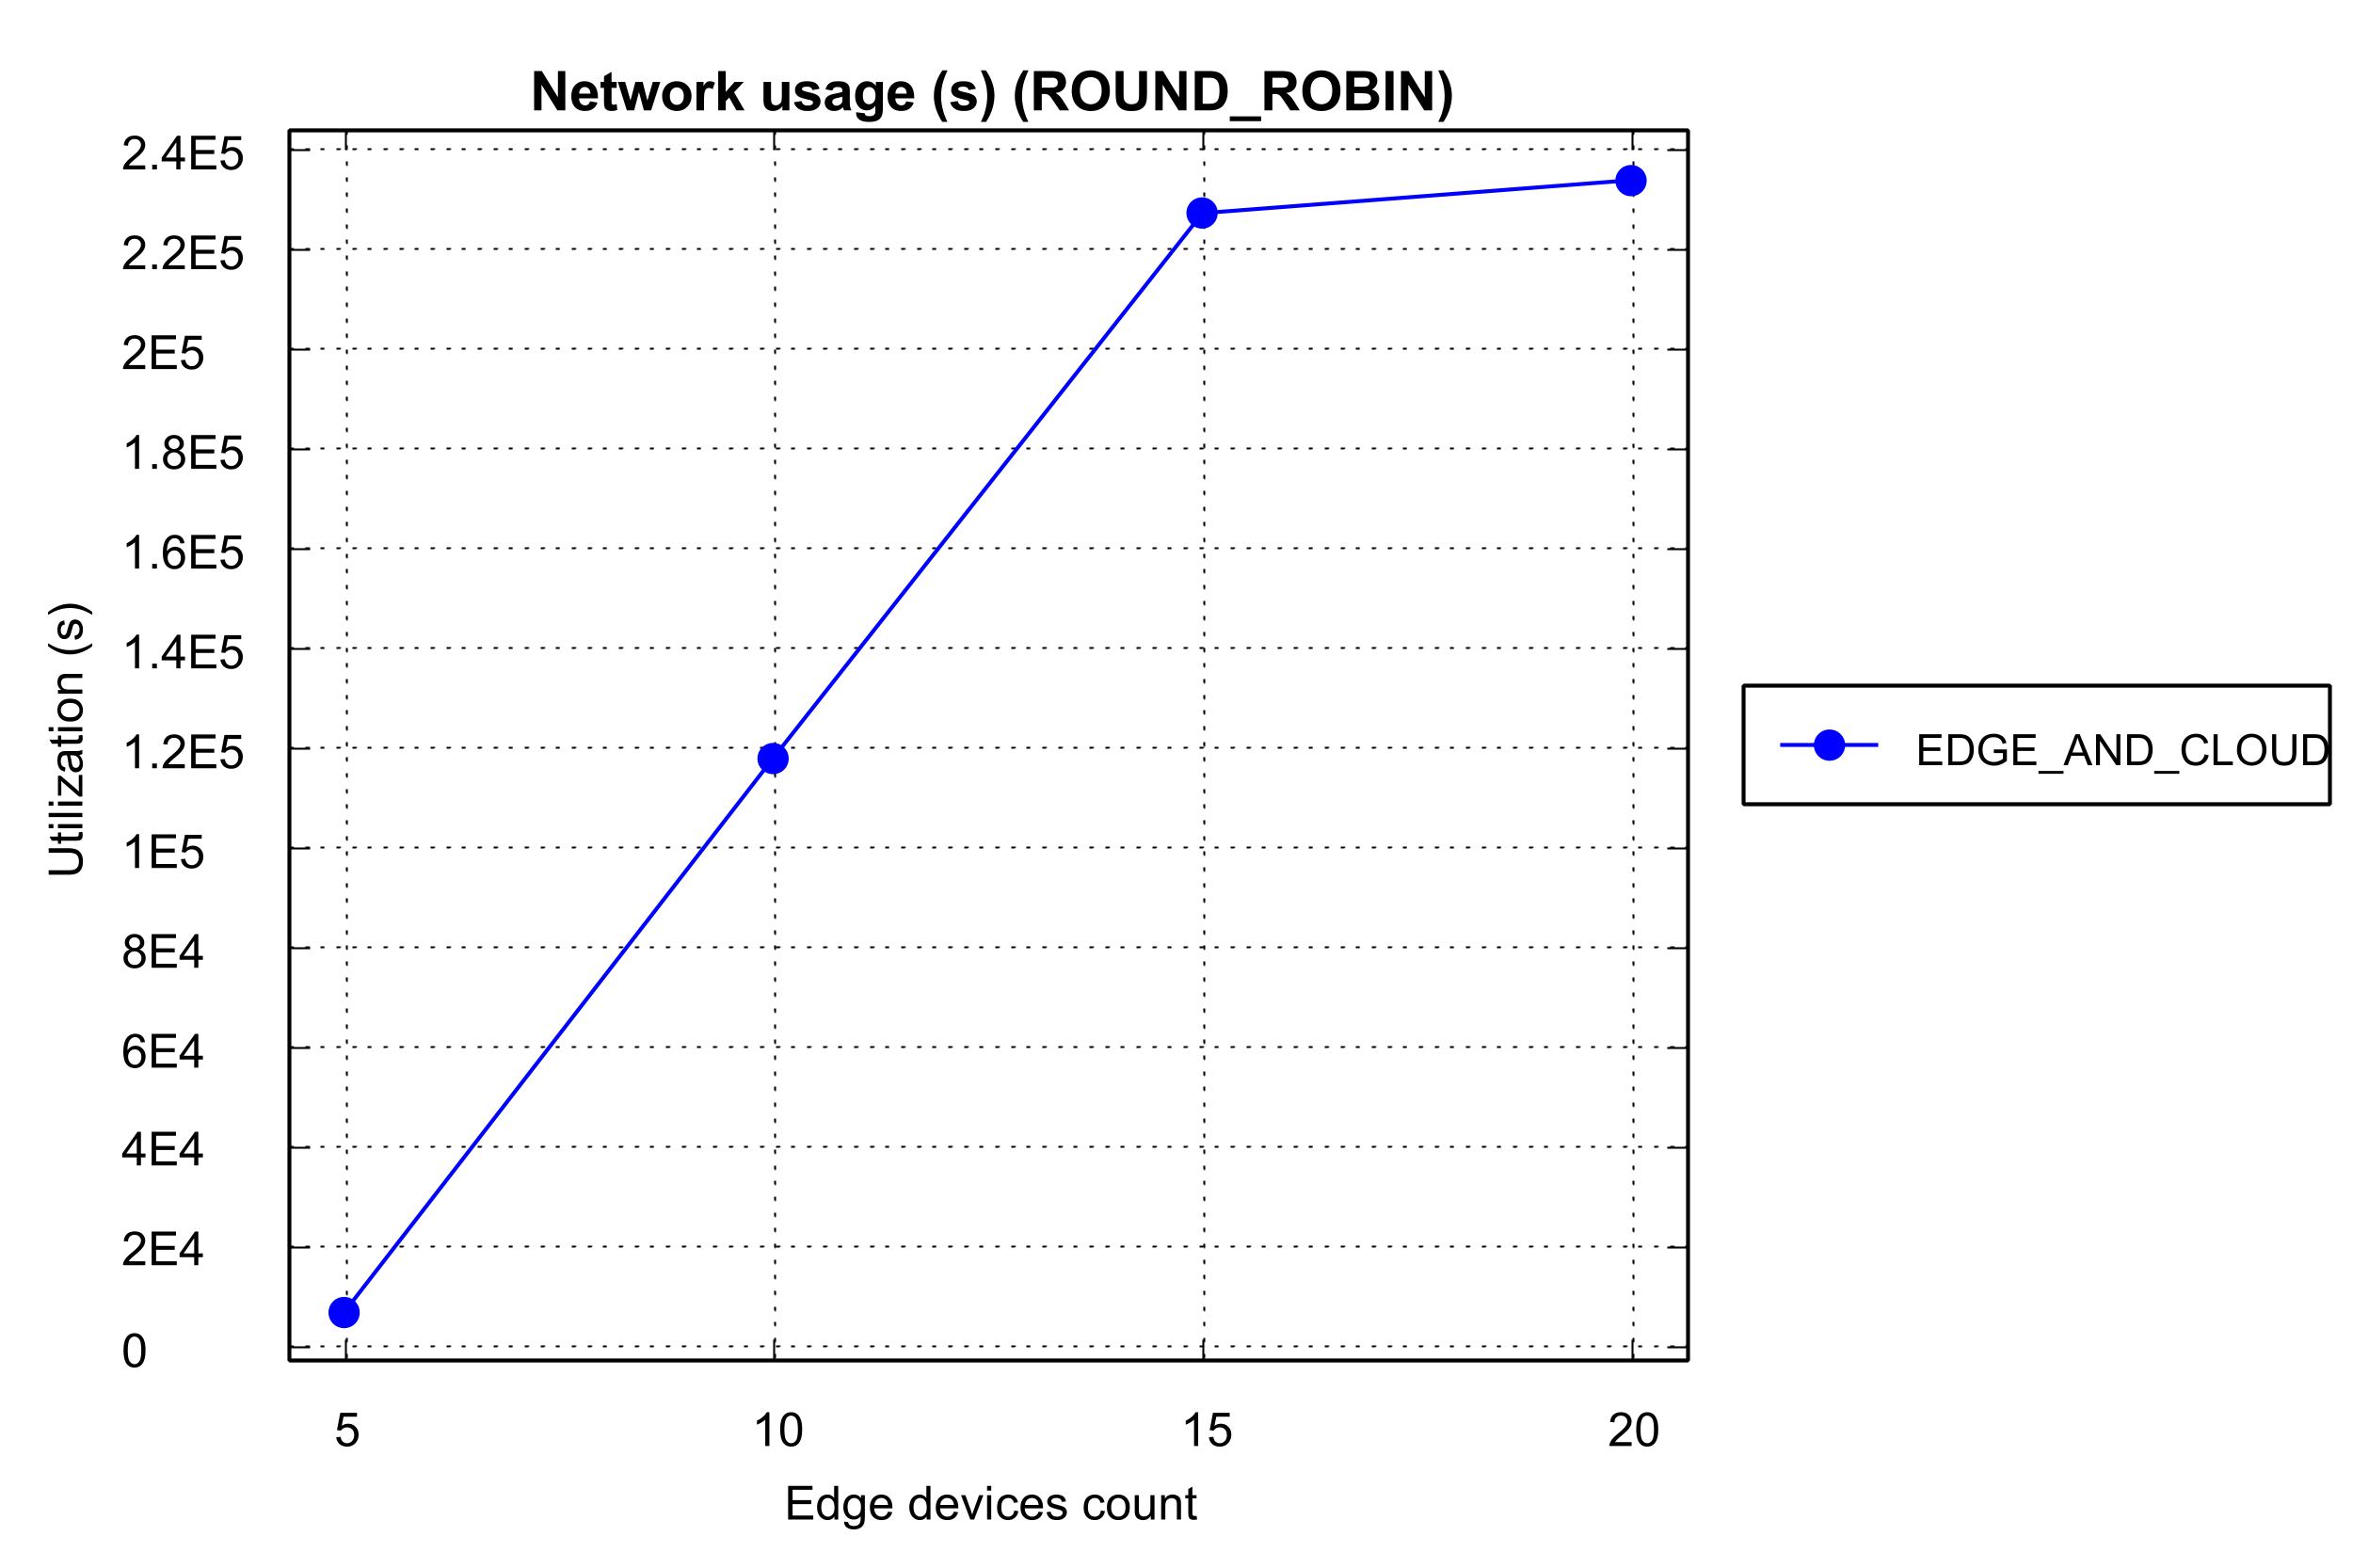 Network usage (s) (ROUND_ROBIN)
2.4E5
2.2E5
2E5
1.8E5
1.6E5
1.4E5
1.2E5
1E5
8E4
6E4
4E4
2E4
0
Utilization (s)
5 10 15 20
Edge devices count
EDGE_AND_CLOUD